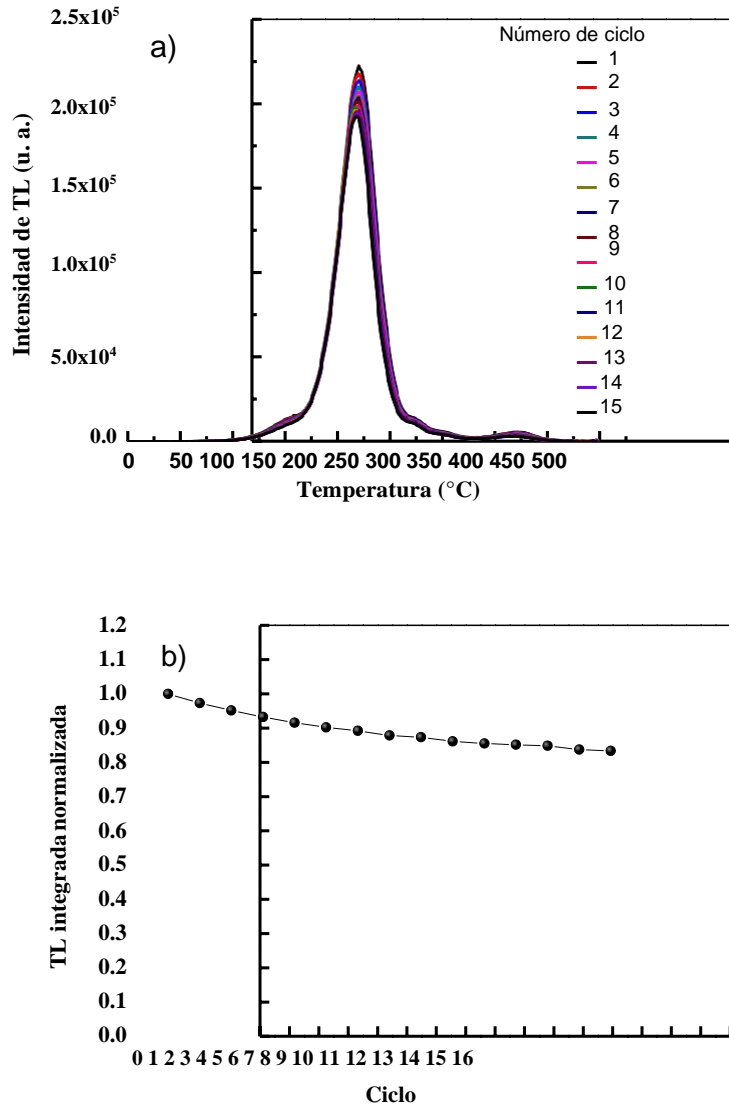 a)
2.5x10⁵
2.0x10⁵
1.5x10⁵
1.0x10⁵
5.0x10⁴
0.0
Intensidad de TL (u. a.)
Número de ciclo
1
2
3
4
5
6
7
8
9
10
11
12
13
14
15
0 50 100 150 200 250 300 350 400 450 500
Temperatura (°C)
b)
1.2
1.1
1.0
0.9
0.8
0.7
0.6
0.5
0.4
0.3
0.2
0.1
0.0
TL integrada normalizada
0 1 2 3 4 5 6 7 8 9 10 11 12 13 14 15 16
Ciclo